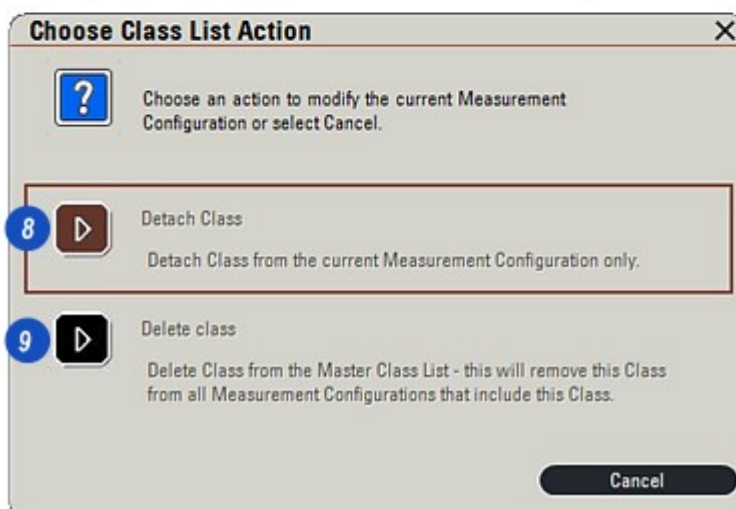 Choose Class List Action
?
Choose an action to modify the current Measurement
Configuration or select Cancel.
8
Detach Class
Detach Class from the current Measurement Configuration only.
9
Delete class
Delete Class from the Master Class List - this will remove this Class
from all Measurement Configurations that include this Class.
Cancel